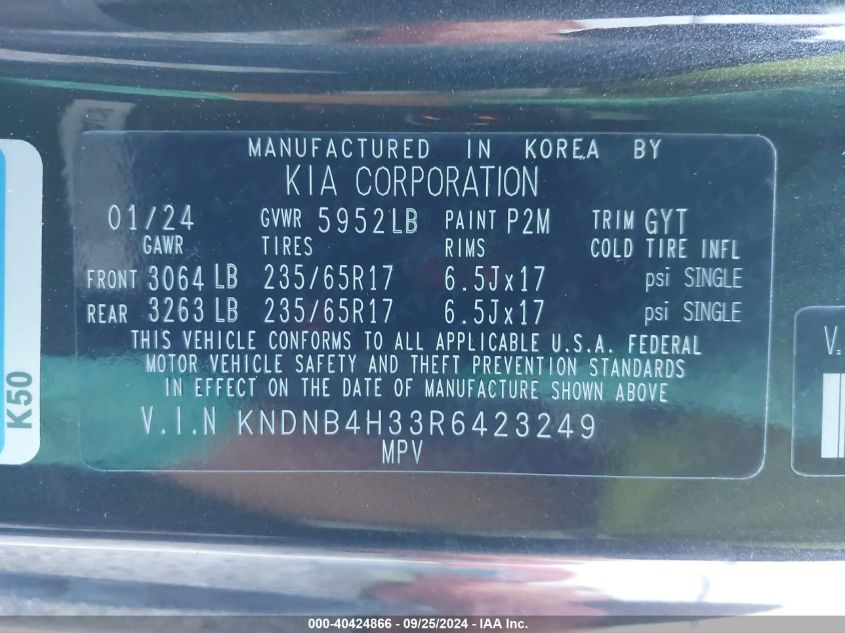 MANUFACTURED IN KOREA BY
KIA CORPORATION
01/24 GVWR 5952LB PAINT P2M TRIM GYT
GAWR TIRES RIMS COLD TIRE INFL
FRONT 3064 LB 235/65R17 6.5Jx17 psi SINGLE
REAR 3263 LB 235/65R17 6.5Jx17 psi SINGLE
THIS VEHICLE CONFORMS TO ALL APPLICABLE U.S.A. FEDERAL
MOTOR VEHICLE SAFETY AND THEFT PREVENTION STANDARDS
IN EFFECT ON THE DATE OF MANUFACTURE SHOWN ABOVE
V.I.N KNDNB4H33R6423249
MPV
K50
V.
000-40424866 - 09/25/2024 - IAA Inc.